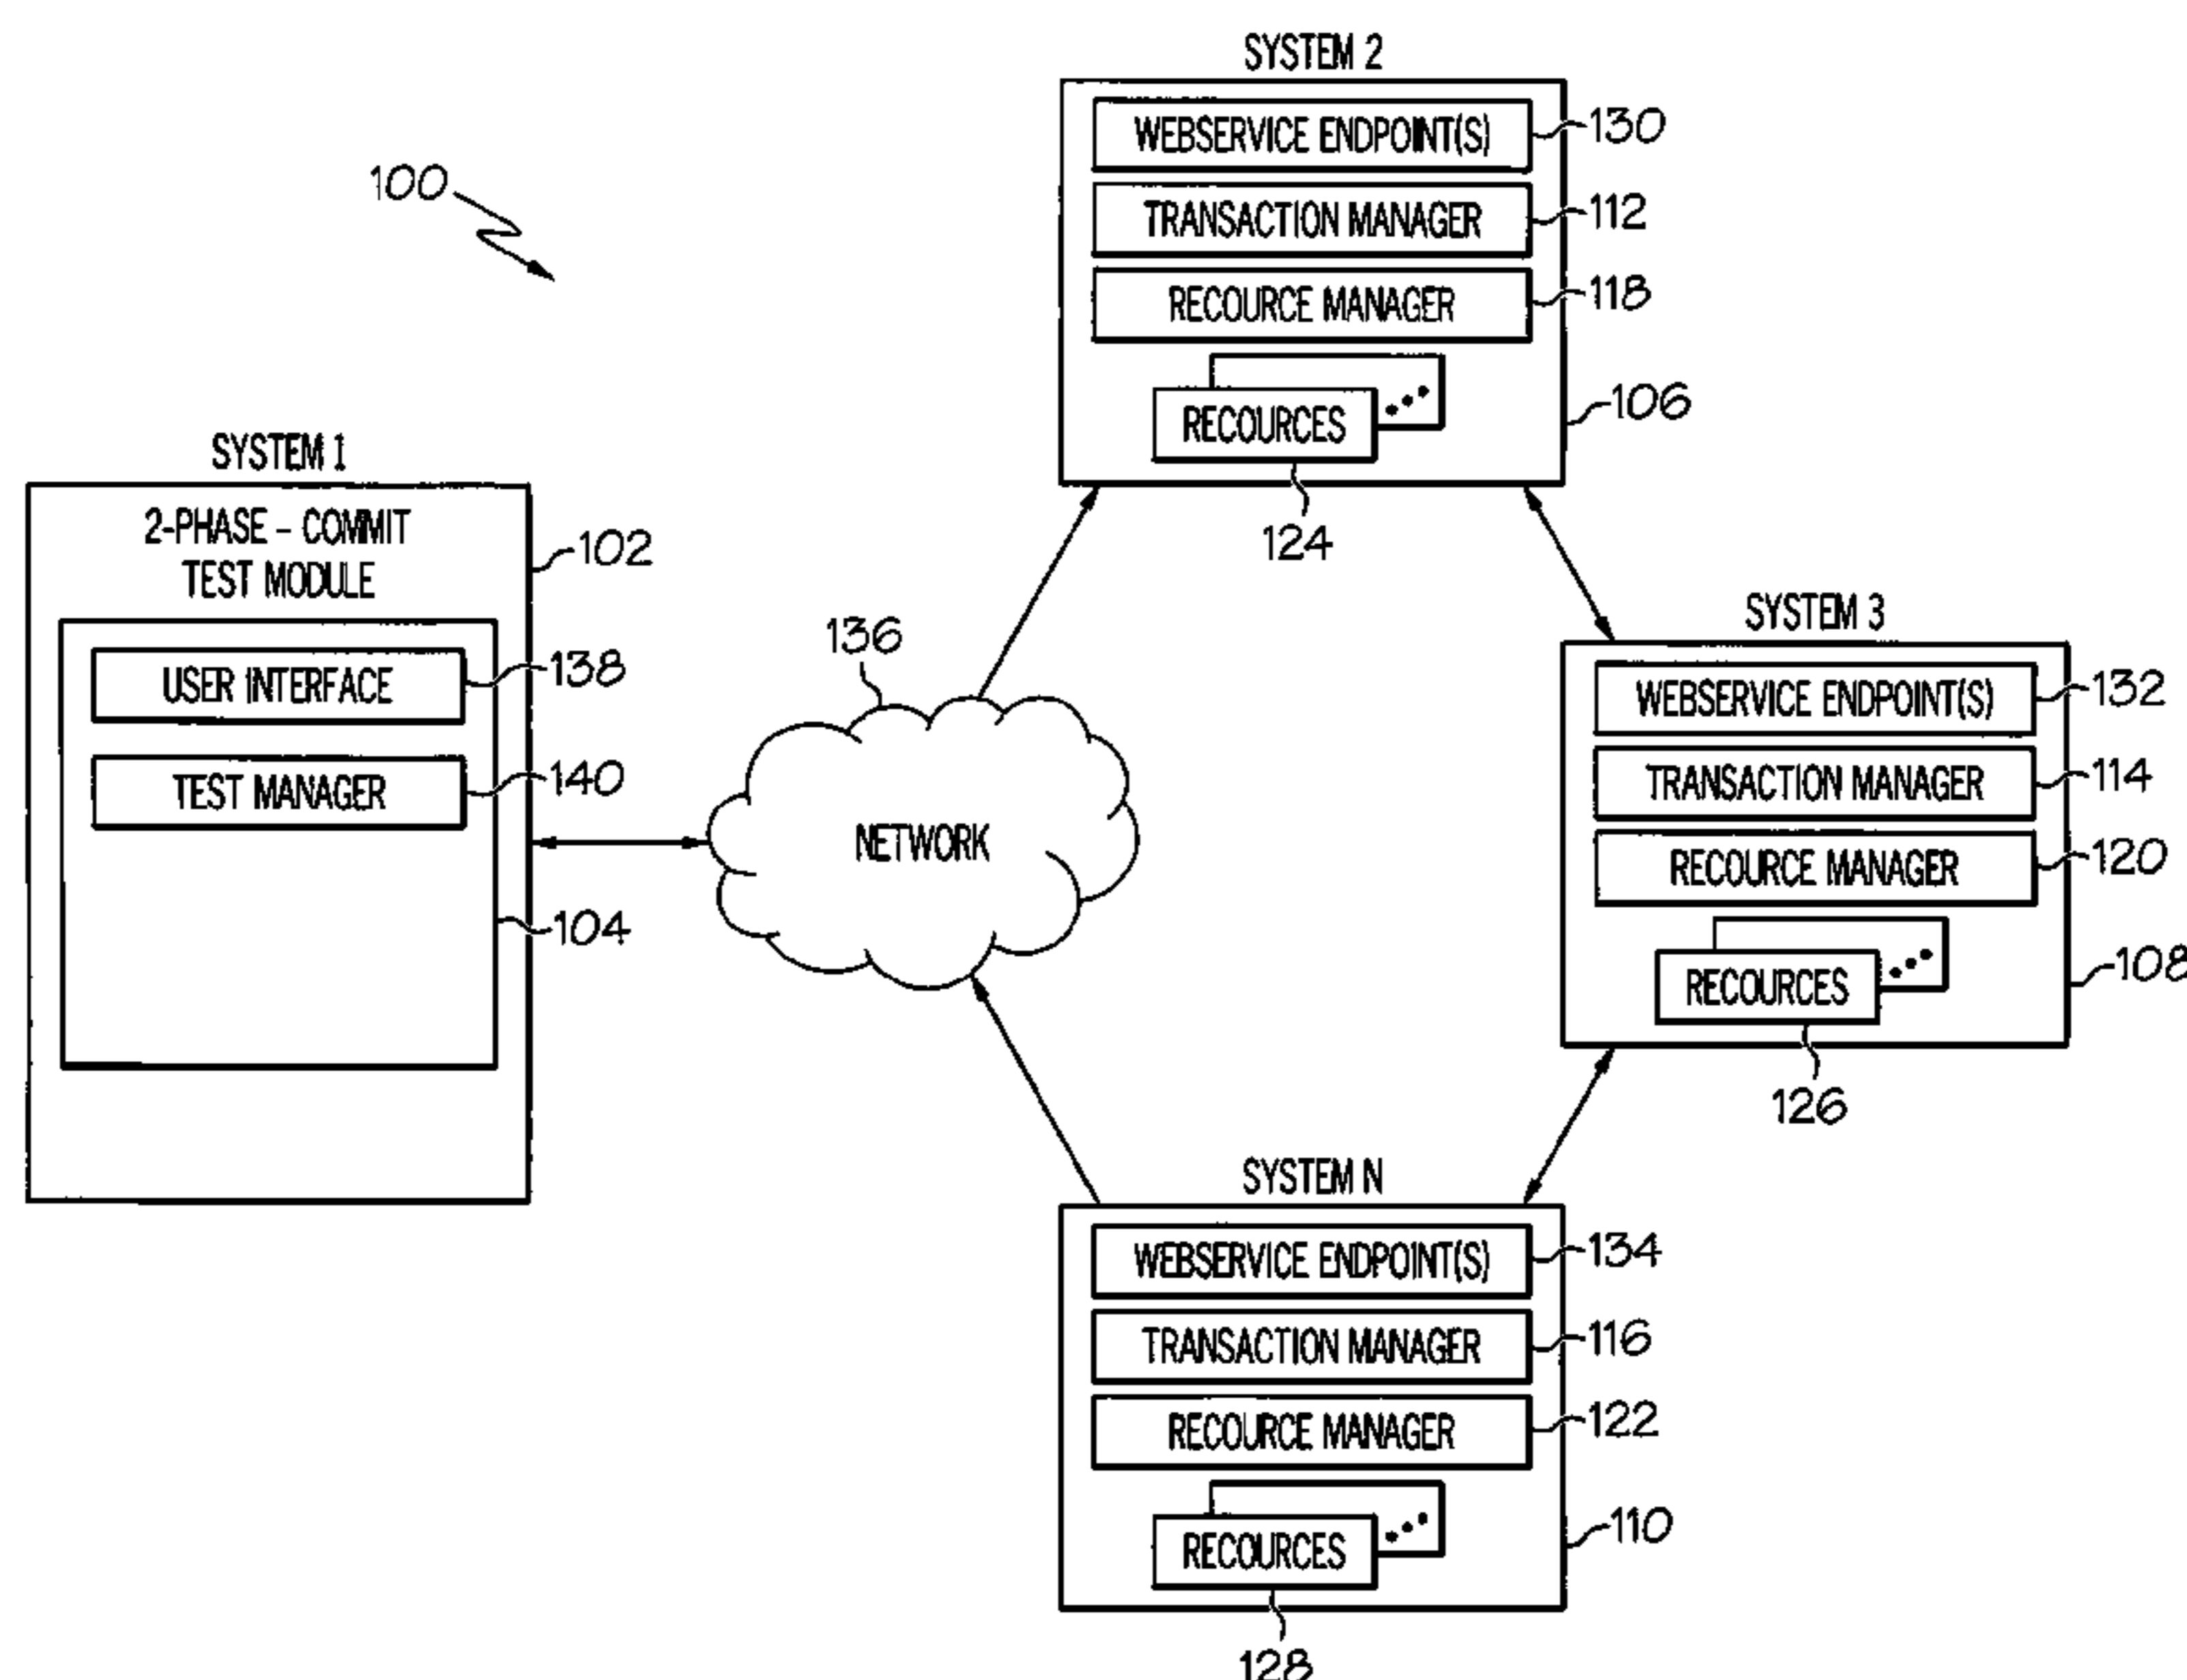 100
SYSTEM 1
2-PHASE - COMMIT
TEST MODULE
102
USER INTERFACE
138
TEST MANAGER
140
104
136
NETWORK
SYSTEM 2
WEBSERVICE ENDPOINT(S)
130
TRANSACTION MANAGER
112
RECOURCE MANAGER
118
RECOURCES
106
124
SYSTEM 3
WEBSERVICE ENDPOINT(S)
132
TRANSACTION MANAGER
114
RECOURCE MANAGER
120
RECOURCES
108
126
SYSTEM N
WEBSERVICE ENDPOINT(S)
134
TRANSACTION MANAGER
116
RECOURCE MANAGER
122
RECOURCES
110
128